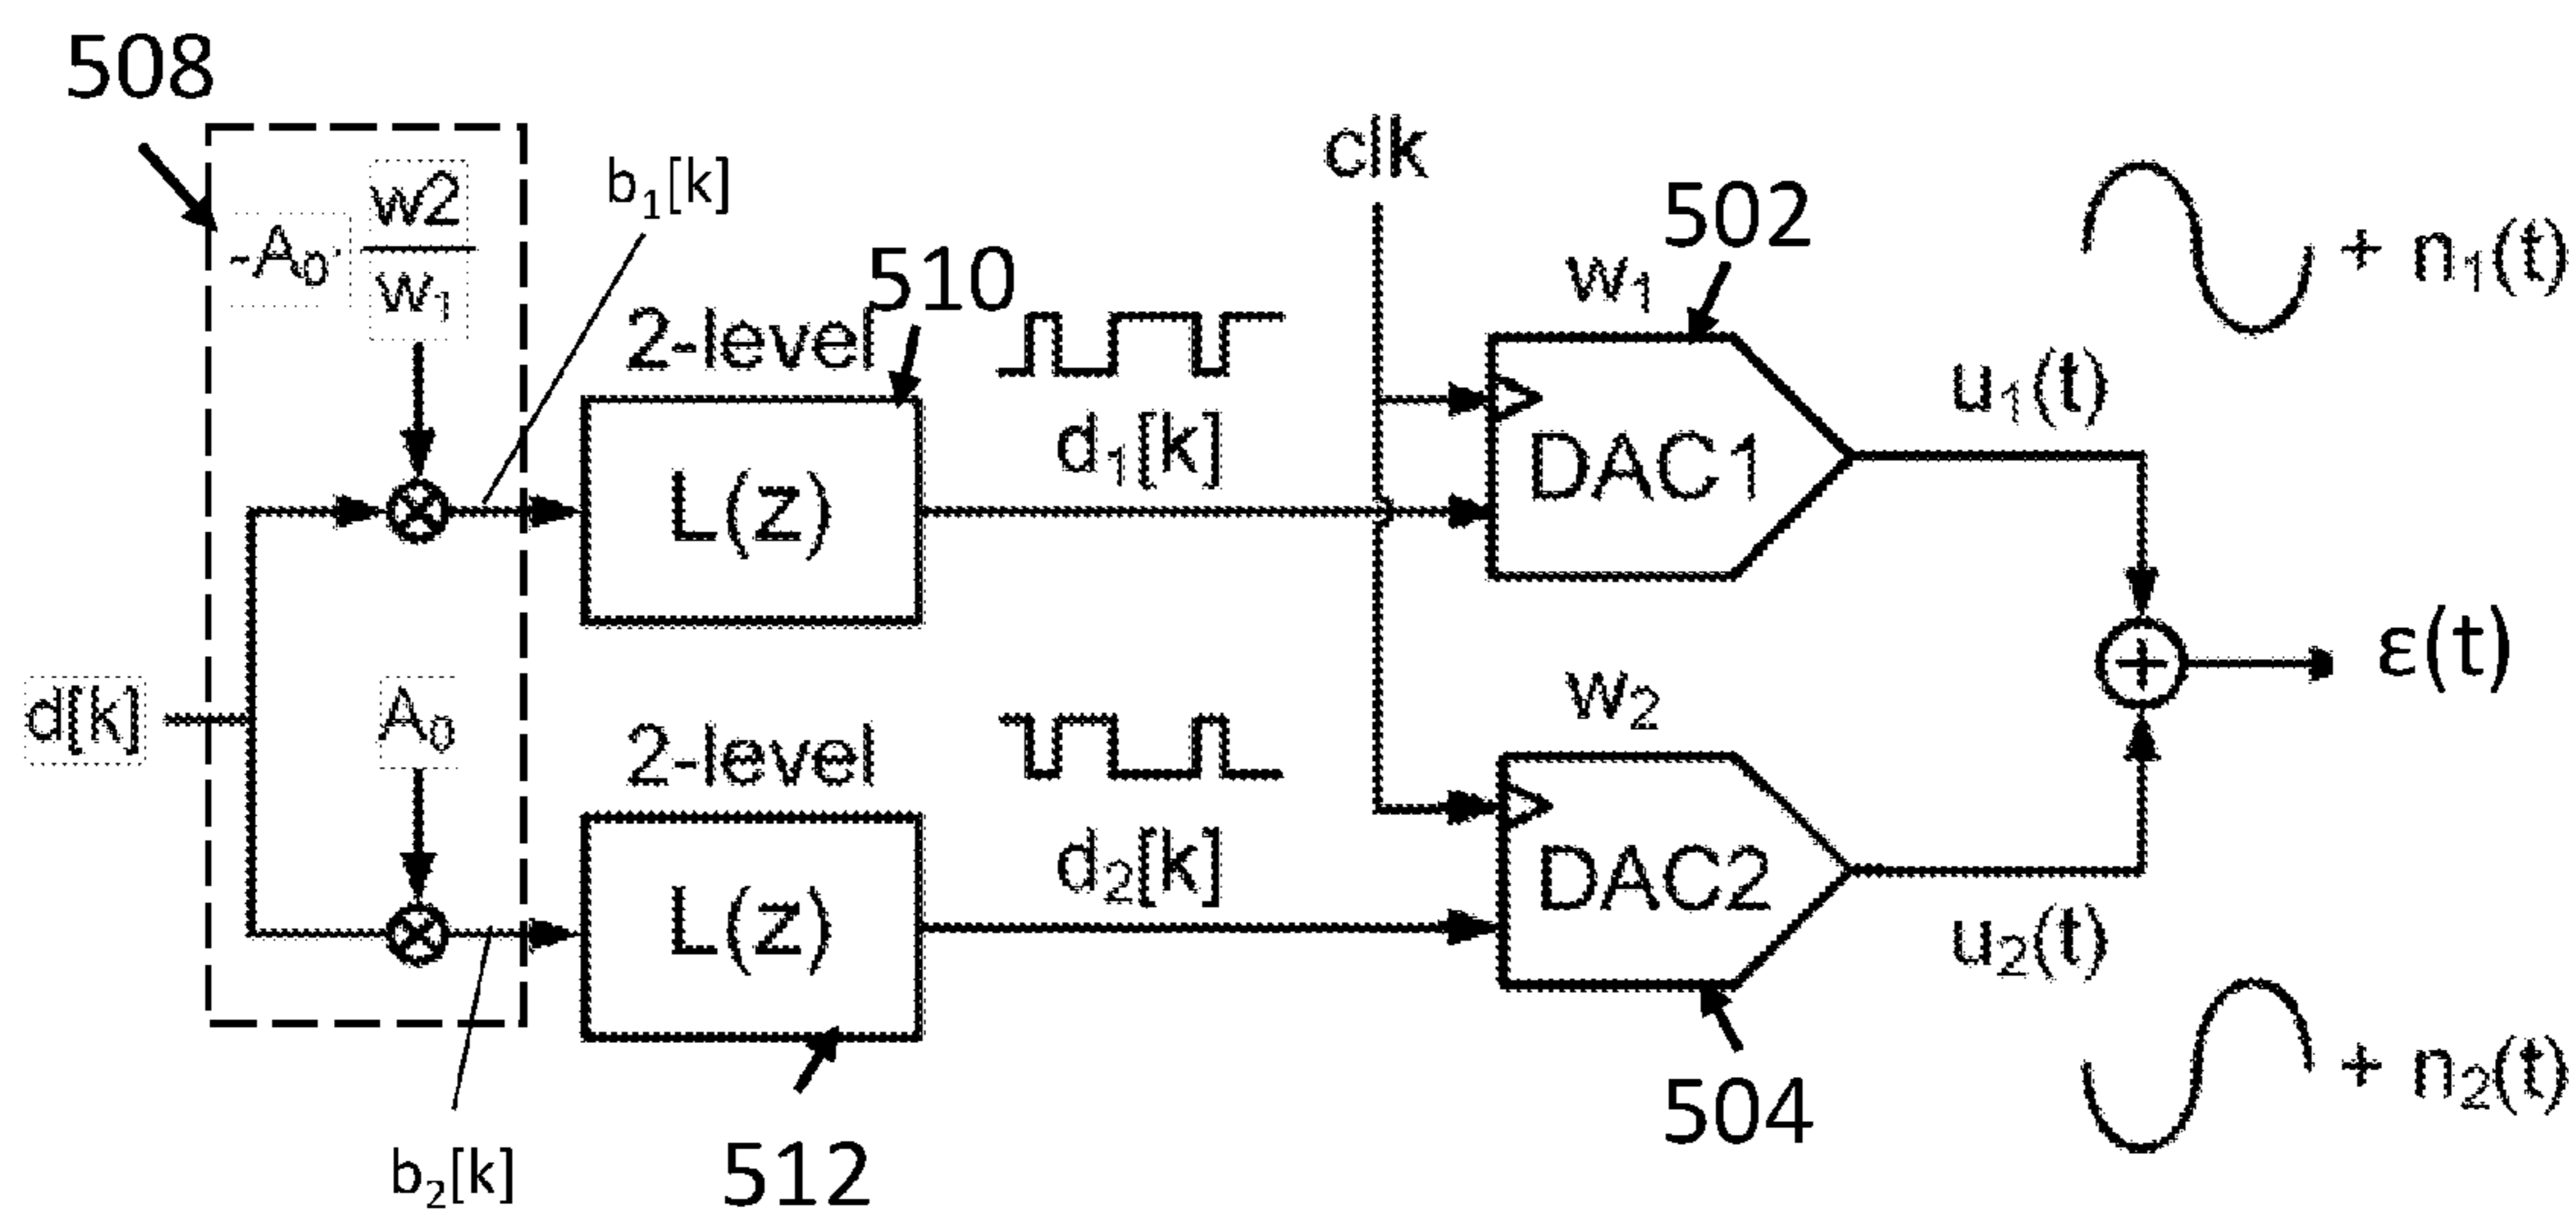 508
-A₀·
w2
w₁
b₁[k]
2-level
510
L(z)
d₁[k]
clk
w₁
502
DAC1
u₁(t)
+ n₁(t)
d[k]
A₀
2-level
L(z)
512
b₂[k]
d₂[k]
w₂
DAC2
504
u₂(t)
+ n₂(t)
+
ε(t)